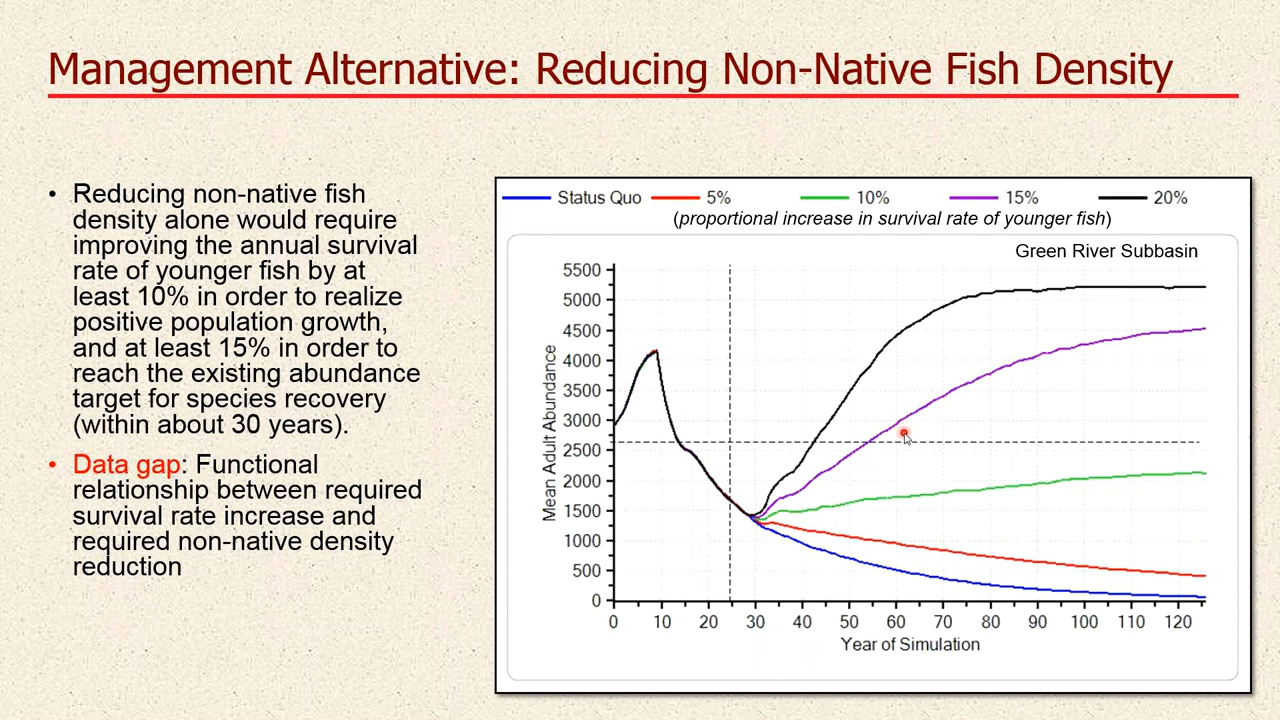 Management Alternative: Reducing Non-Native Fish Density
• Reducing non-native fish
density alone would require
improving the annual survival
rate of younger fish by at
least 10% in order to realize
positive population growth,
and at least 15% in order to
reach the existing abundance
target for species recovery
(within about 30 years).
• Data gap: Functional
relationship between required
survival rate increase and
required non-native density
reduction
Status Quo 5% 10% 15% 20%
(proportional increase in survival rate of younger fish)
Green River Subbasin
Mean Adult Abundance
5500
5000
4500
4000
3500
3000
2500
2000
1500
1000
500
0
0 10 20 30 40 50 60 70 80 90 100 110 120
Year of Simulation